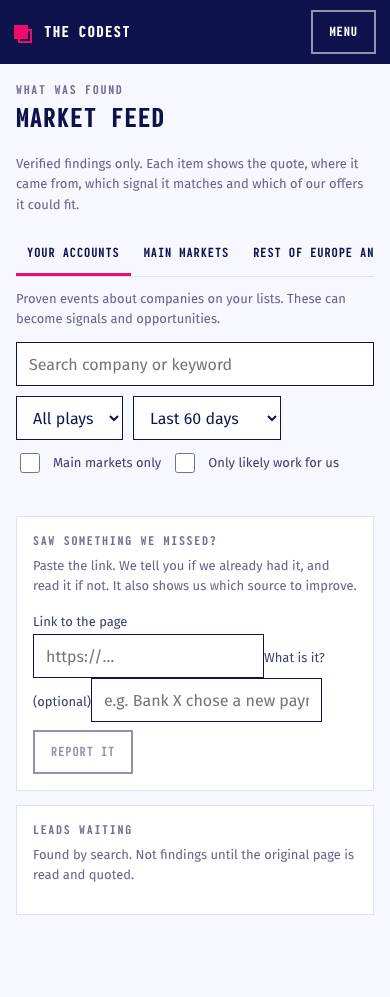 THE CODEST
MENU
WHAT WAS FOUND
MARKET FEED
Verified findings only. Each item shows the quote, where it
came from, which signal it matches and which of our offers
it could fit.
YOUR ACCOUNTS
MAIN MARKETS
REST OF EUROPE AN
Proven events about companies on your lists. These can
become signals and opportunities.
Search company or keyword
All plays
Last 60 days
Main markets only
Only likely work for us
SAW SOMETHING WE MISSED?
Paste the link. We tell you if we already had it, and
read it if not. It also shows us which source to improve.
Link to the page
https://...
What is it?
(optional)
e.g. Bank X chose a new payr
REPORT IT
LEADS WAITING
Found by search. Not findings until the original page is
read and quoted.